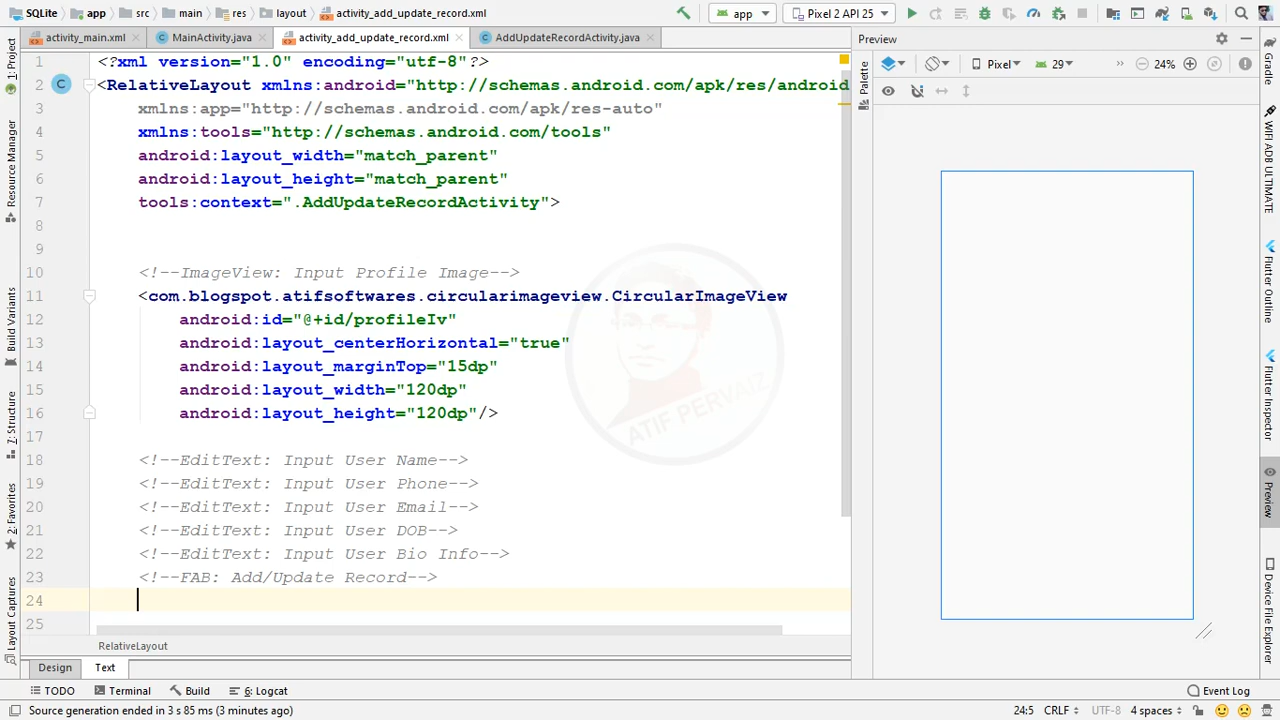 SQLite app src main res layout activity_add_update_record.xml app Pixel 2 API 25
activity_main.xml MainActivity.java activity_add_update_record.xml AddUpdateRecordActivity.java Preview
1 <?xml version="1.0" encoding="utf-8"?>
2 <RelativeLayout xmlns:android="http://schemas.android.com/apk/res/android
3 xmlns:app="http://schemas.android.com/apk/res-auto"
4 xmlns:tools="http://schemas.android.com/tools"
5 android:layout_width="match_parent"
6 android:layout_height="match_parent"
7 tools:context=".AddUpdateRecordActivity">
8
9
10 <!--ImageView: Input Profile Image-->
11 <com.blogspot.atifsoftwares.circularimageview.CircularImageView
12 android:id="@+id/profileIv"
13 android:layout_centerHorizontal="true"
14 android:layout_marginTop="15dp"
15 android:layout_width="120dp"
16 android:layout_height="120dp"/>
17
18 <!--EditText: Input User Name-->
19 <!--EditText: Input User Phone-->
20 <!--EditText: Input User Email-->
21 <!--EditText: Input User DOB-->
22 <!--EditText: Input User Bio Info-->
23 <!--FAB: Add/Update Record-->
24
25
RelativeLayout
Design Text
TODO Terminal Build 6: Logcat Event Log
Source generation ended in 3 s 85 ms (3 minutes ago) 24:5 CRLF UTF-8 4 spaces
1: Project
Resource Manager
Build Variants
7: Structure
2: Favorites
Layout Captures
Palette
Pixel 29 » 24%
Gradle
WIFI ADB ULTIMATE
Flutter Outline
Flutter Inspector
Preview
Device File Explorer
ATIF PERVAIZ